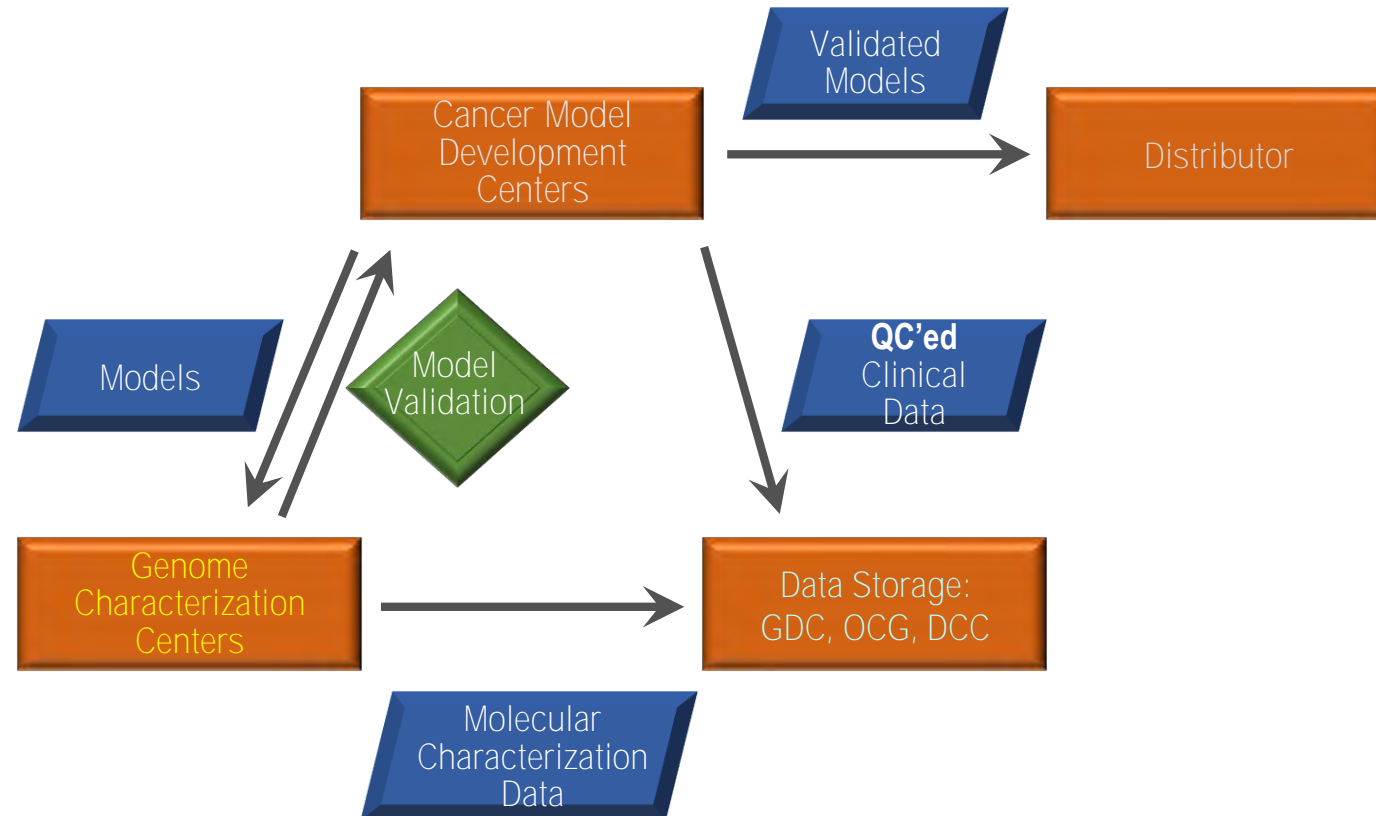 Validated
Models
Cancer Model
Development
Centers
Distributor
Models
Model
Validation
QC'ed
Clinical
Data
Genome
Characterization
Centers
Data Storage:
GDC, OCG, DCC
Molecular
Characterization
Data